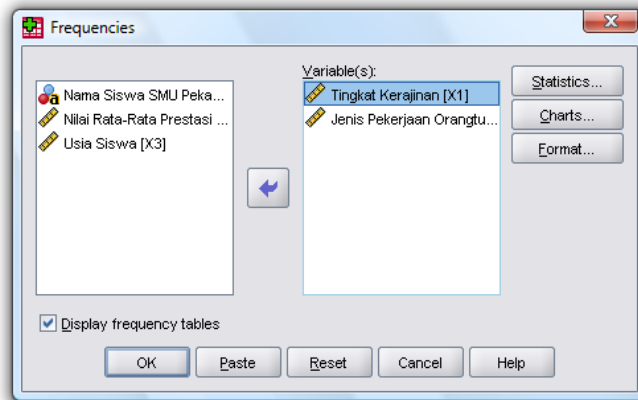 Frequencies
Nama Siswa SMU Peka...
Nilai Rata-Rata Prestasi ...
Usia Siswa [X3]
Variable(s):
Tingkat Kerajinan [X1]
Jenis Pekerjaan Orangtu...
Statistics...
Charts...
Format...
Display frequency tables
OK
Paste
Reset
Cancel
Help